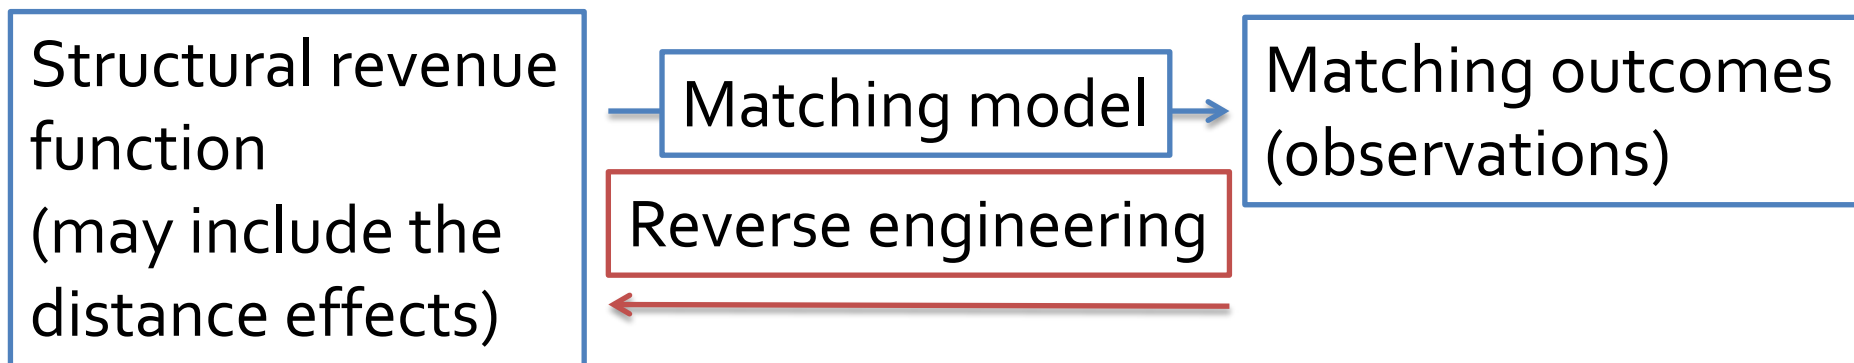 Structural revenue
function
(may include the
distance effects)
Matching model
Reverse engineering
Matching outcomes
(observations)